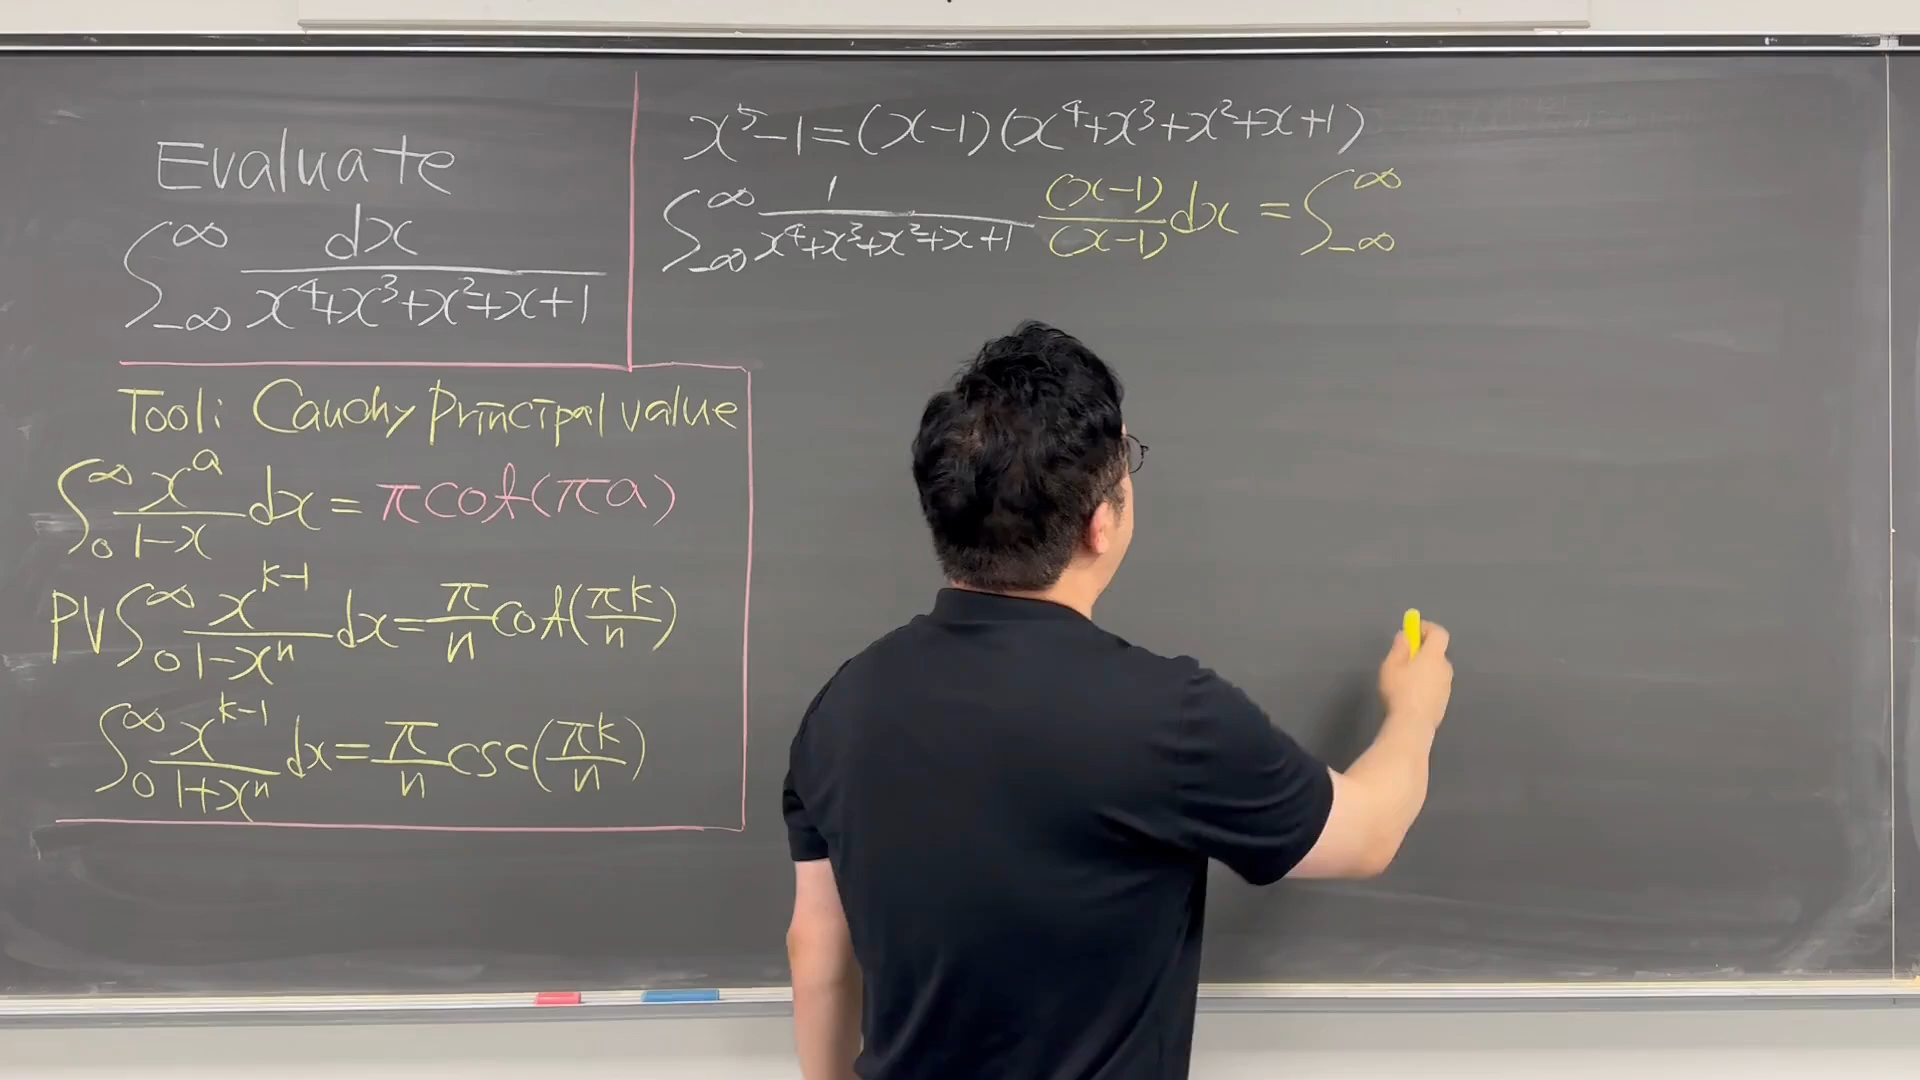 Evaluate
∫_{-∞}^{∞} dx/(x⁴+x³+x²+x+1)
Tool: Cauchy principal value
∫_0^∞ x^a/(1-x) dx = π cot(πa)
PV ∫_0^∞ x^{k-1}/(1-x^n) dx = π/n cot(πk/n)
∫_0^∞ x^{k-1}/(1+x^n) dx = π/n csc(πk/n)
x⁵-1=(x-1)(x⁴+x³+x²+x+1)
∫_{-∞}^{∞} 1/(x⁴+x³+x²+x+1) (x-1)/(x-1) dx = ∫_{-∞}^{∞}